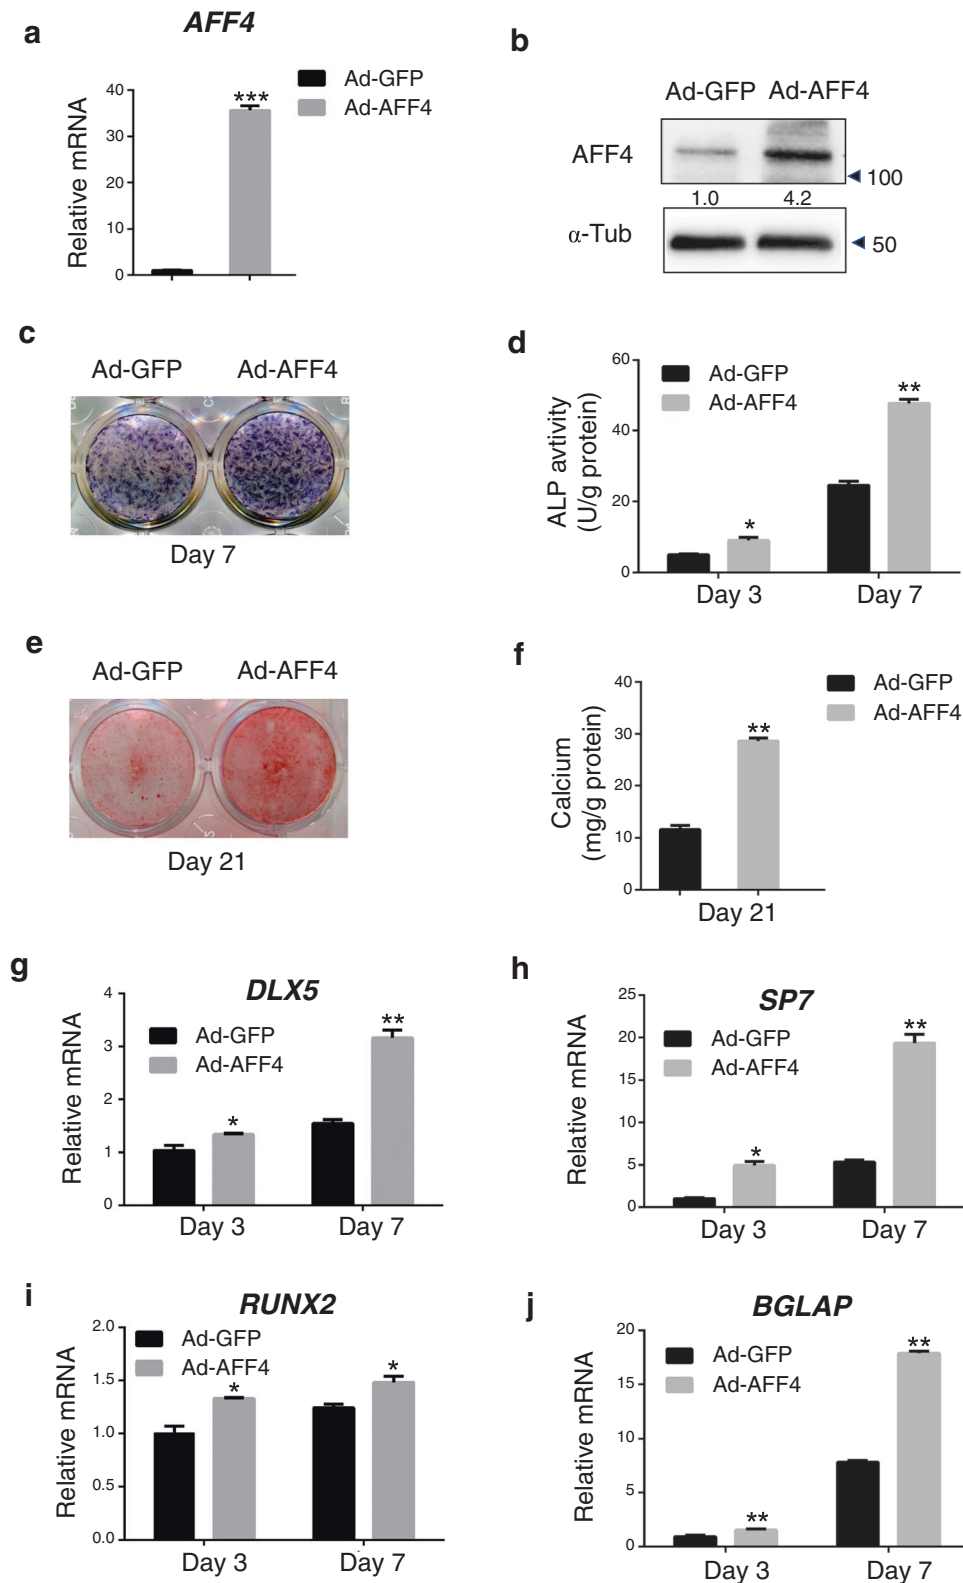 a
AFF4
Relative mRNA
40
30
20
10
0
***
Ad-GFP
Ad-AFF4
b
Ad-GFP Ad-AFF4
AFF4
100
1.0 4.2
α-Tub
50
c
Ad-GFP Ad-AFF4
Day 7
d
ALP avtivity
(U/g protein)
60
40
20
0
Ad-GFP
Ad-AFF4
*
**
Day 3 Day 7
e
Ad-GFP Ad-AFF4
Day 21
f
Calcium
(mg/g protein)
40
30
20
10
0
**
Ad-GFP
Ad-AFF4
Day 21
g
DLX5
Relative mRNA
4
3
2
1
0
Ad-GFP
Ad-AFF4
*
**
Day 3 Day 7
h
SP7
Relative mRNA
25
20
15
10
5
0
Ad-GFP
Ad-AFF4
*
**
Day 3 Day 7
i
RUNX2
Relative mRNA
2.0
1.5
1.0
0.5
0.0
Ad-GFP
Ad-AFF4
*
*
Day 3 Day 7
j
BGLAP
Relative mRNA
20
15
10
5
0
Ad-GFP
Ad-AFF4
**
**
Day 3 Day 7